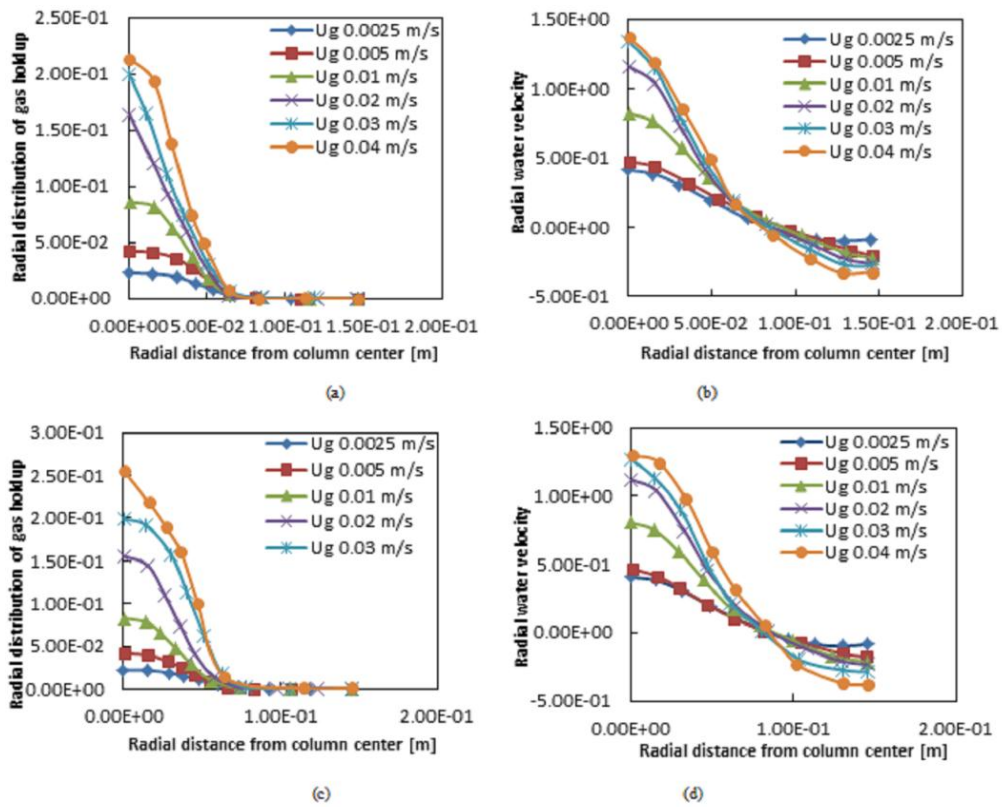 2.50E-01
2.00E-01
1.50E-01
1.00E-01
5.00E-02
0.00E+00
0.00E+00 5.00E-02 1.00E-01 1.50E-01 2.00E-01
Radial distribution of gas holdup
Radial distance from column center [m]
Ug 0.0025 m/s
Ug 0.005 m/s
Ug 0.01 m/s
Ug 0.02 m/s
Ug 0.03 m/s
Ug 0.04 m/s
(a)
1.50E+00
1.00E+00
5.00E-01
0.00E+00
-5.00E-01
0.00E+00 5.00E-02 1.00E-01 1.50E-01 2.00E-01
Radial water velocity
Radial distance from column center [m]
Ug 0.0025 m/s
Ug 0.005 m/s
Ug 0.01 m/s
Ug 0.02 m/s
Ug 0.03 m/s
Ug 0.04 m/s
(b)
3.00E-01
2.50E-01
2.00E-01
1.50E-01
1.00E-01
5.00E-02
0.00E+00
0.00E+00 1.00E-01 2.00E-01
Radial distribution of gas holdup
Radial distance from column center [m]
Ug 0.0025 m/s
Ug 0.005 m/s
Ug 0.01 m/s
Ug 0.02 m/s
Ug 0.03 m/s
(c)
1.50E+00
1.00E+00
5.00E-01
0.00E+00
-5.00E-01
0.00E+00 1.00E-01 2.00E-01
Radial water velocity
Radial distance from column center [m]
Ug 0.0025 m/s
Ug 0.005 m/s
Ug 0.01 m/s
Ug 0.02 m/s
Ug 0.03 m/s
Ug 0.04 m/s
(d)